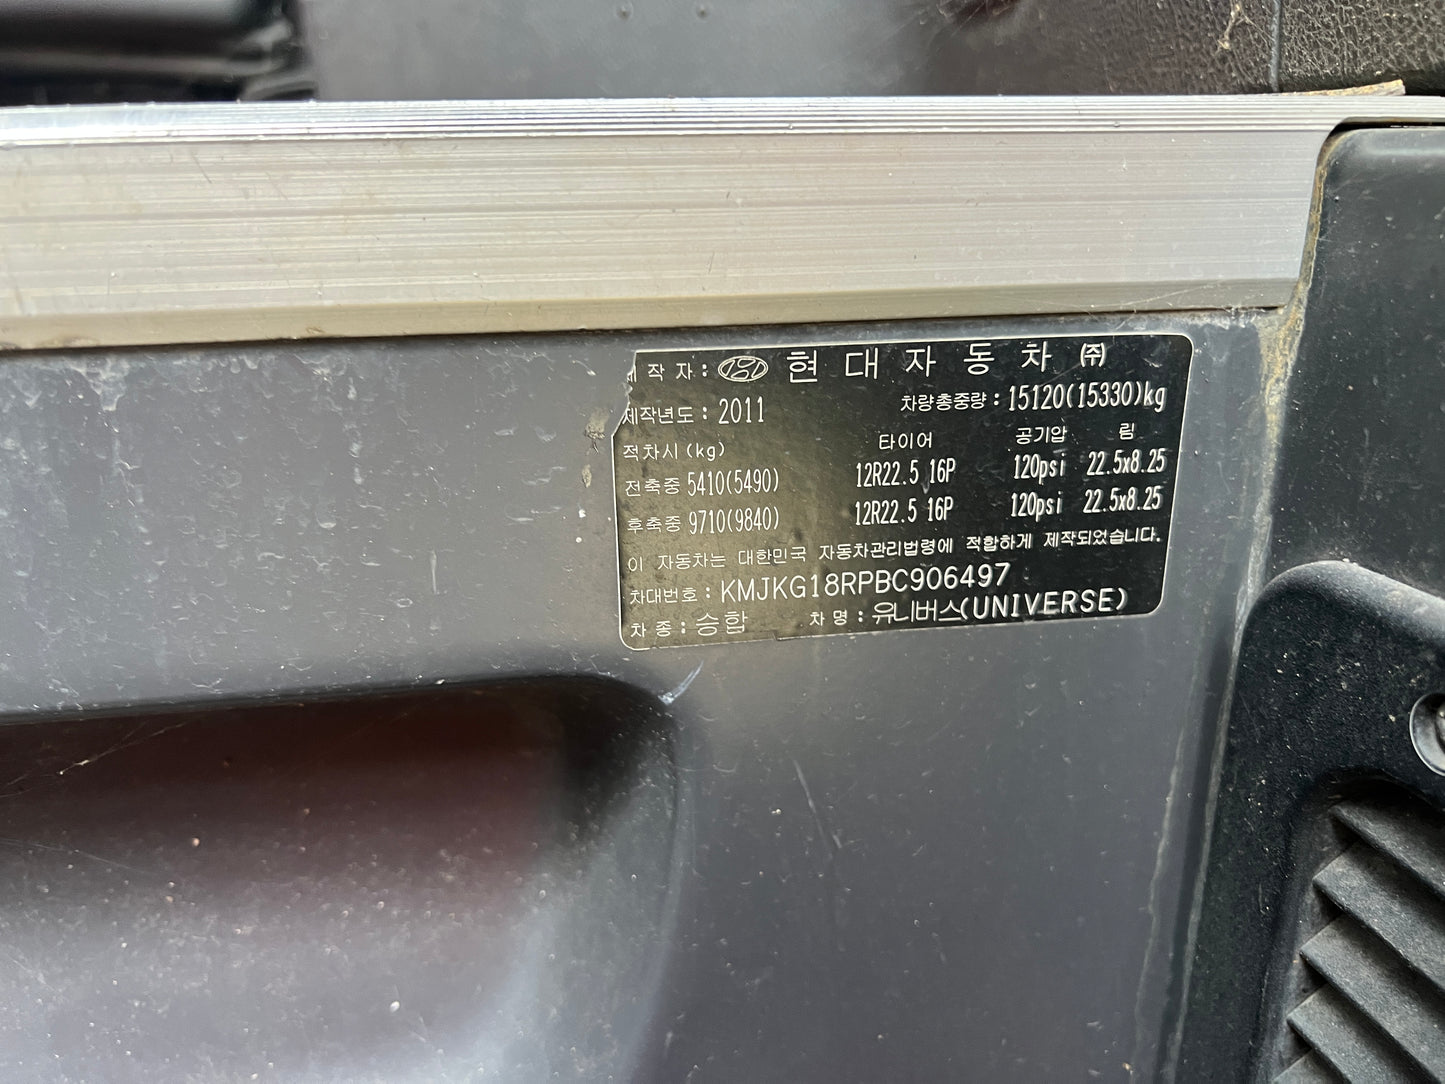 제작자: 현대자동차 ㈜
제작년도: 2011 차량총중량: 15120(15330)kg
적차시 (kg) 타이어 공기압 림
전축중 5410(5490) 12R22.5 16P 120psi 22.5x8.25
후축중 9710(9840) 12R22.5 16P 120psi 22.5x8.25
이 자동차는 대한민국 자동차관리법령에 적합하게 제작되었습니다.
차대번호: KMJKG18RPBC906497
차 종: 승합 차 명: 유니버스(UNIVERSE)